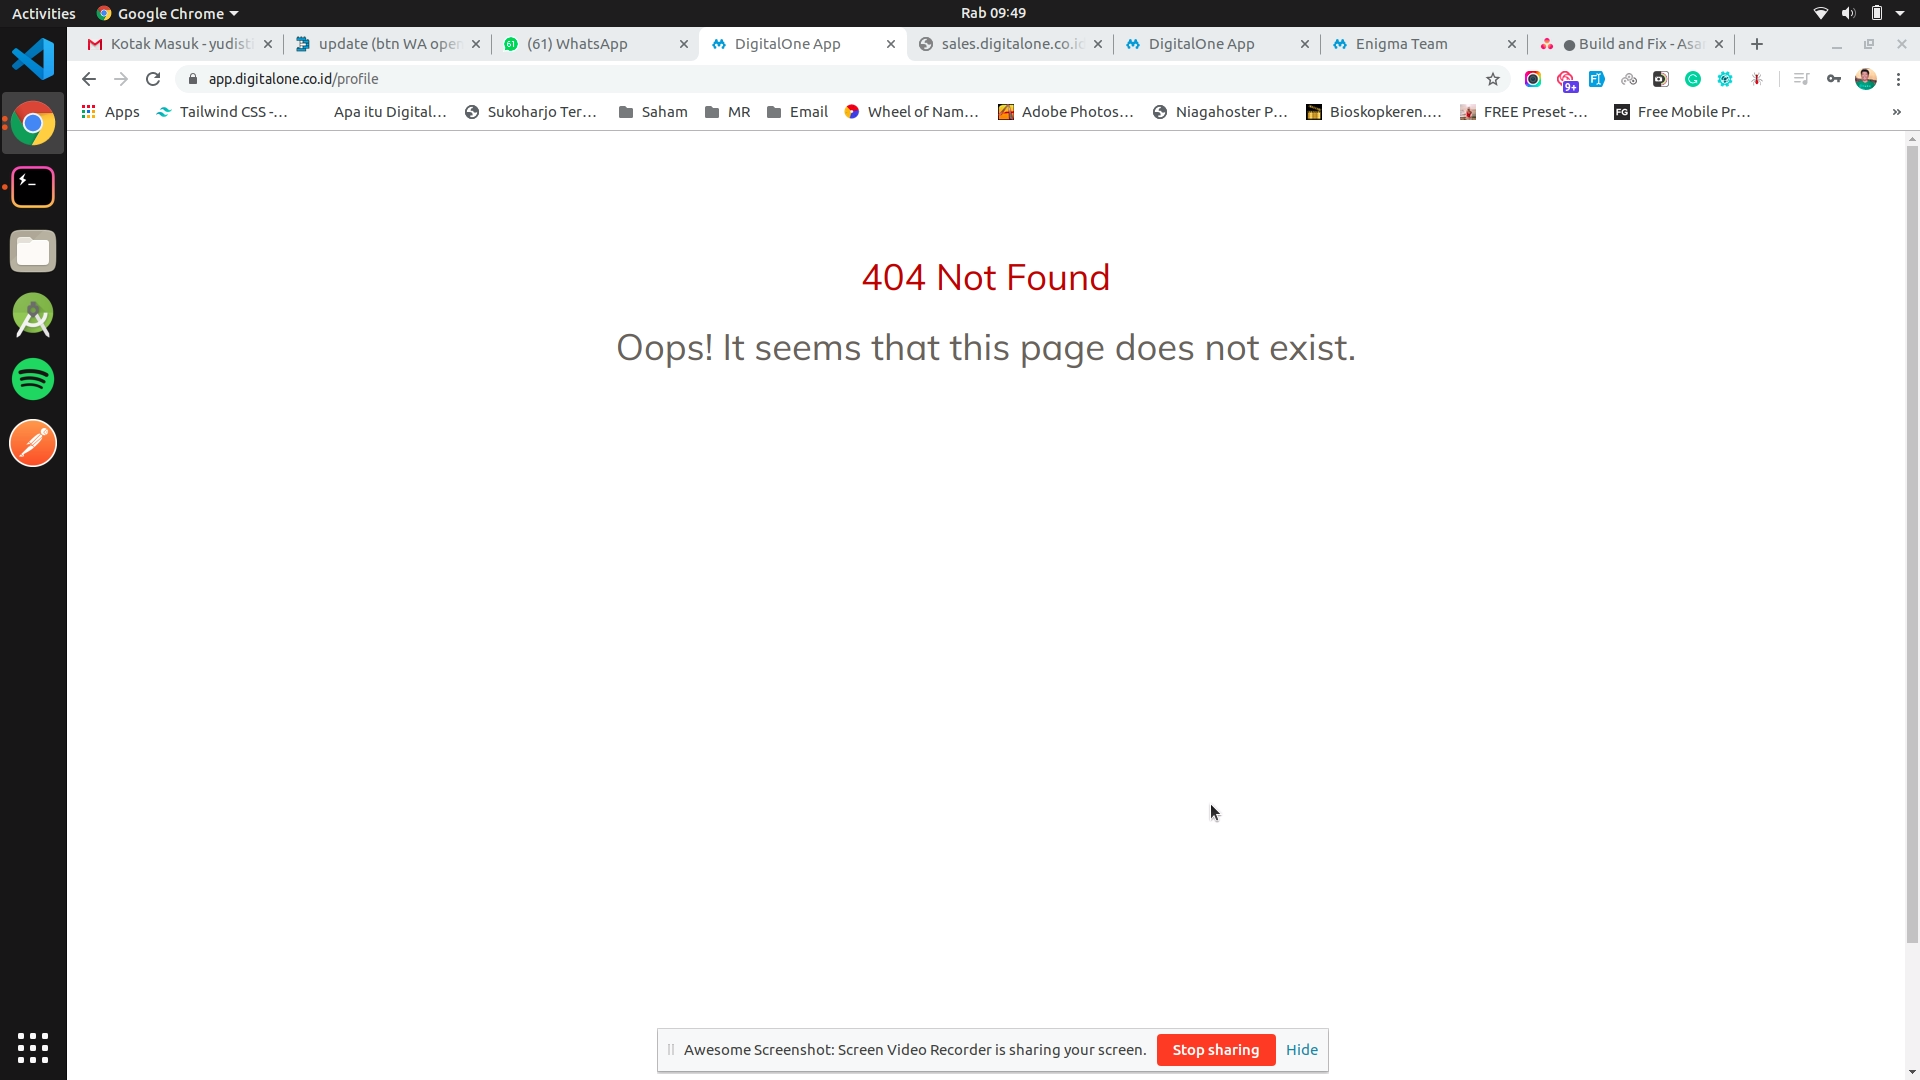 Activities
Google Chrome
Rab 09:49
Kotak Masuk - yudist
update (btn WA open
(61) WhatsApp
DigitalOne App
sales.digitalone.co.id
DigitalOne App
Enigma Team
Build and Fix - Asa
app.digitalone.co.id/profile
9+
Apps
Tailwind CSS -...
Apa itu Digital...
Sukoharjo Ter...
Saham
MR
Email
Wheel of Nam...
Adobe Photos...
Niagahoster P...
Bioskopkeren....
FREE Preset -...
FG
Free Mobile Pr...
»
404 Not Found
Oops! It seems that this page does not exist.
Awesome Screenshot: Screen Video Recorder is sharing your screen.
Stop sharing
Hide